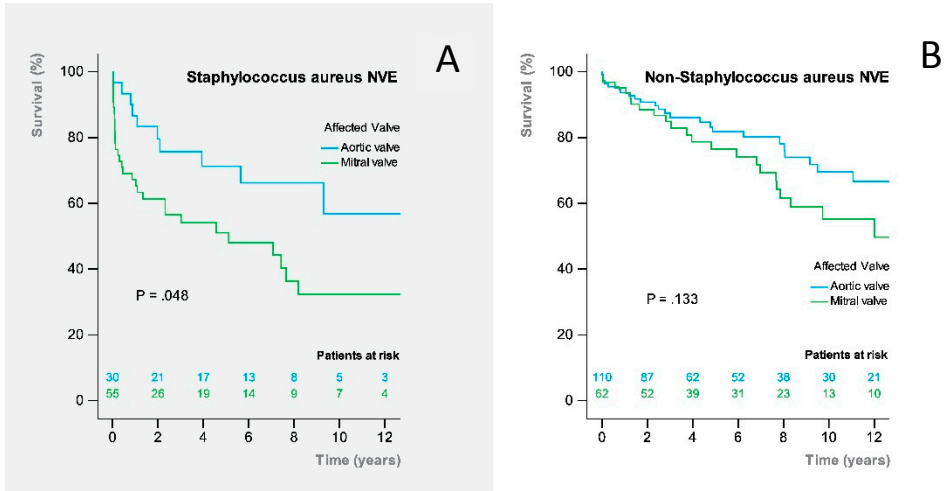 A
Staphylococcus aureus NVE
Survival (%)
100
80
60
40
20
0
Affected Valve
Aortic valve
Mitral valve
P = .048
Patients at risk
30 21 17 13 8 5 3
55 26 19 14 9 7 4
0 2 4 6 8 10 12
Time (years)
B
Non-Staphylococcus aureus NVE
Survival (%)
100
80
60
40
20
0
Affected Valve
Aortic valve
Mitral valve
P = .133
Patients at risk
110 87 62 52 38 30 21
62 52 39 31 23 13 10
0 2 4 6 8 10 12
Time (years)